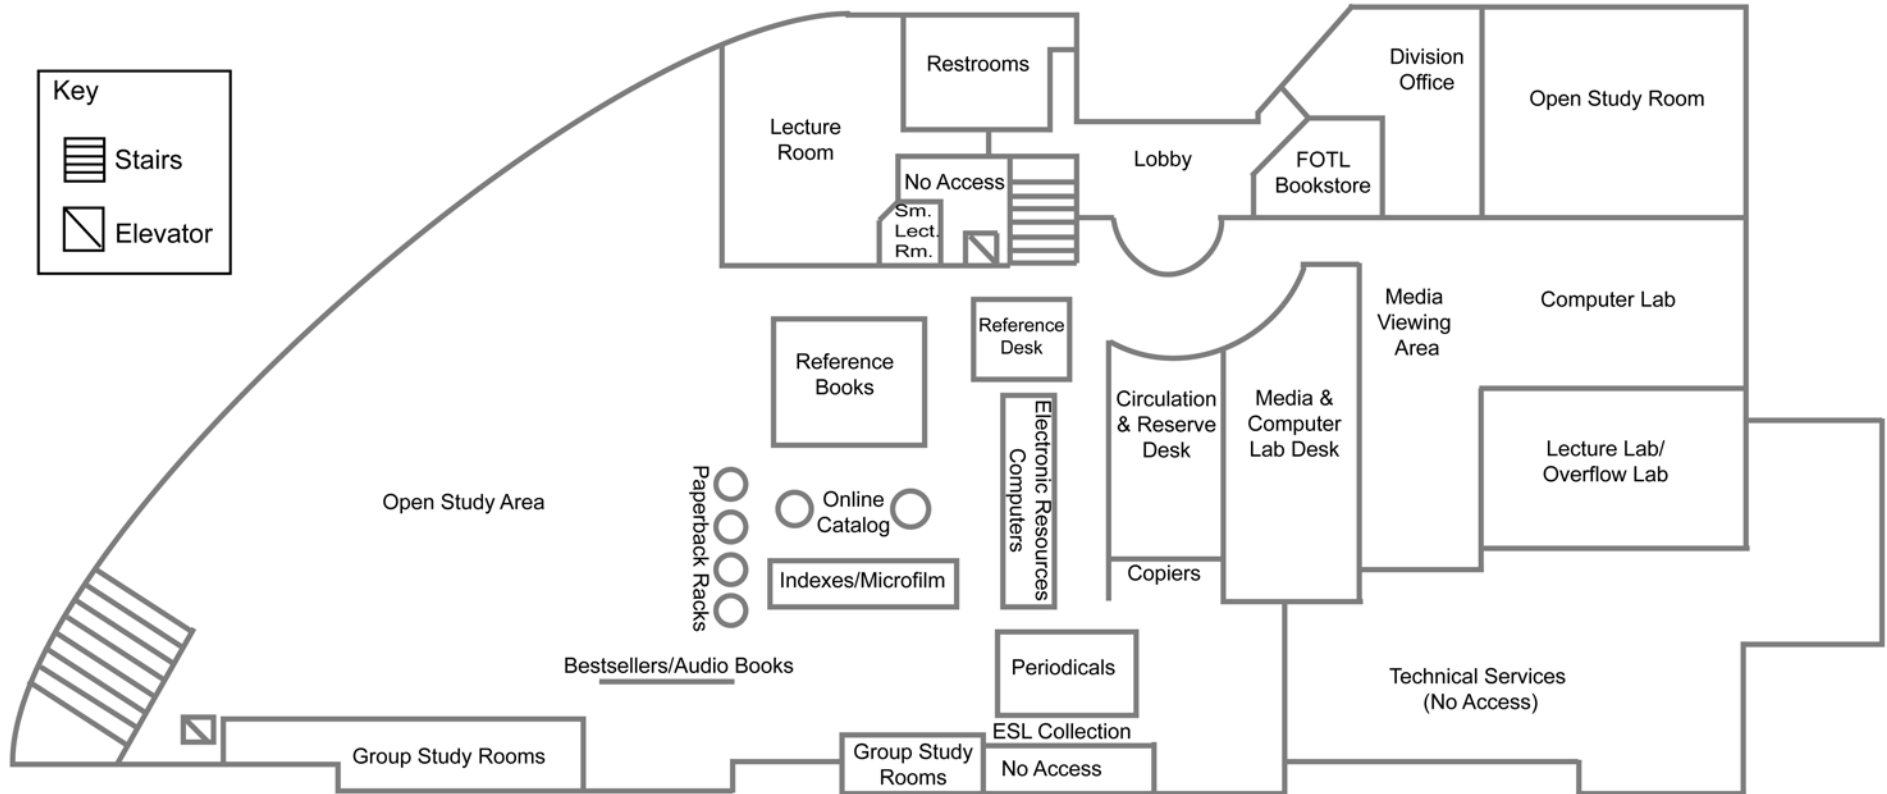 Key
Stairs
Elevator
Restrooms
Lecture
Room
No Access
Sm.
Lect.
Rm.
Lobby
Division
Office
FOTL
Bookstore
Open Study Room
Reference
Desk
Reference
Books
Electronic Resources
Computers
Circulation
& Reserve
Desk
Media &
Computer
Lab Desk
Media
Viewing
Area
Computer Lab
Lecture Lab/
Overflow Lab
Open Study Area
Paperback Racks
Online
Catalog
Indexes/Microfilm
Copiers
Bestsellers/Audio Books
Periodicals
Technical Services
(No Access)
ESL Collection
Group Study Rooms
Group Study
Rooms
No Access